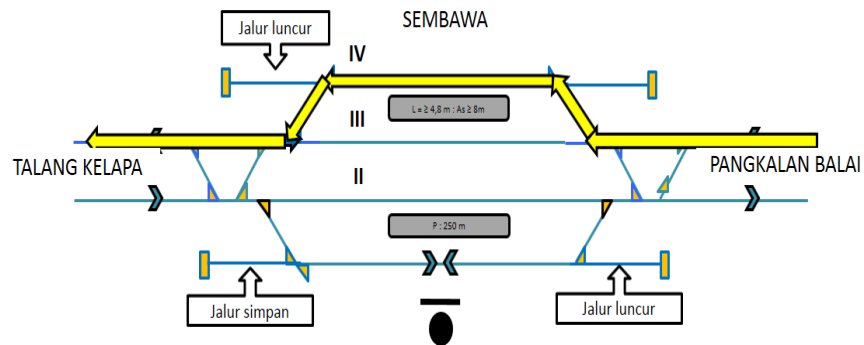 SEMBAWA
Jalur luncur
IV
L = ≥ 4,8 m : As ≥ 8m
III
TALANG KELAPA
PANGKALAN BALAI
II
P : 250 m
Jalur simpan
Jalur luncur